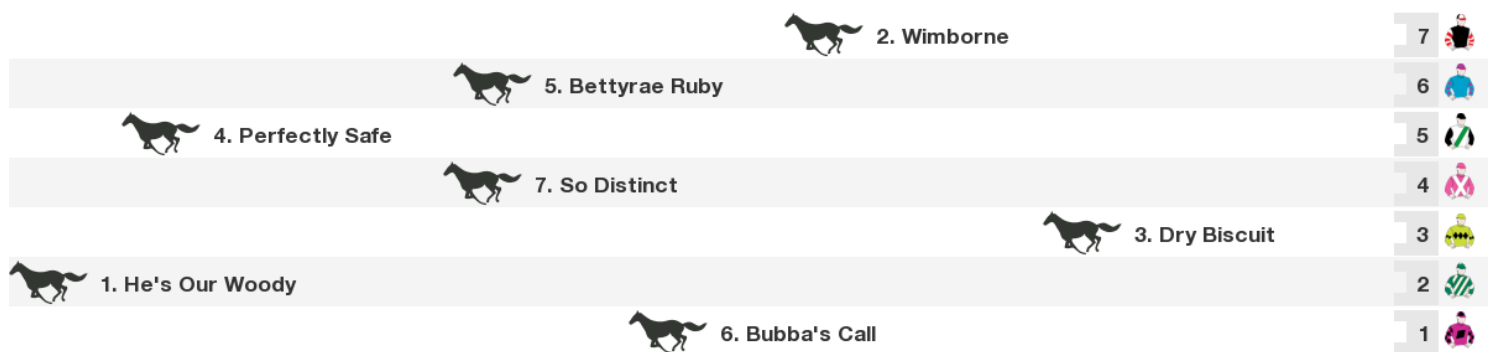 2. Wimborne 7
5. Bettyrae Ruby 6
4. Perfectly Safe 5
7. So Distinct 4
3. Dry Biscuit 3
1. He's Our Woody 2
6. Bubba's Call 1